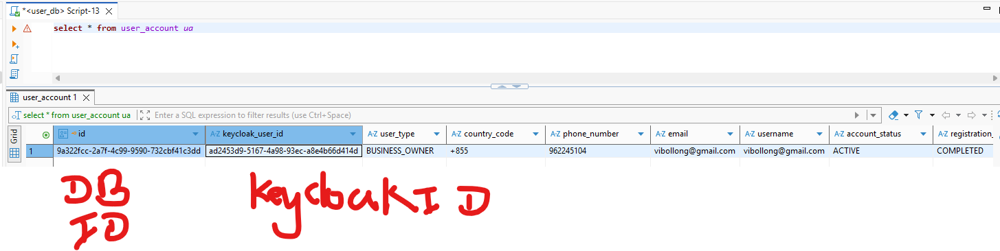 *<user_db> Script-13
select * from user_account ua
user_account 1
select * from user_account ua Enter a SQL expression to filter results (use Ctrl+Space)
Grid
id keycloak_user_id user_type country_code phone_number email username account_status registration_
1 9a322fcc-2a7f-4c99-9590-732cbf41c3dd ad2453d9-5167-4a98-93ec-a8e4b66d414d BUSINESS_OWNER +855 962245104 vibollong@gmail.com vibollong@gmail.com ACTIVE COMPLETED
DB
ID
keycloak ID